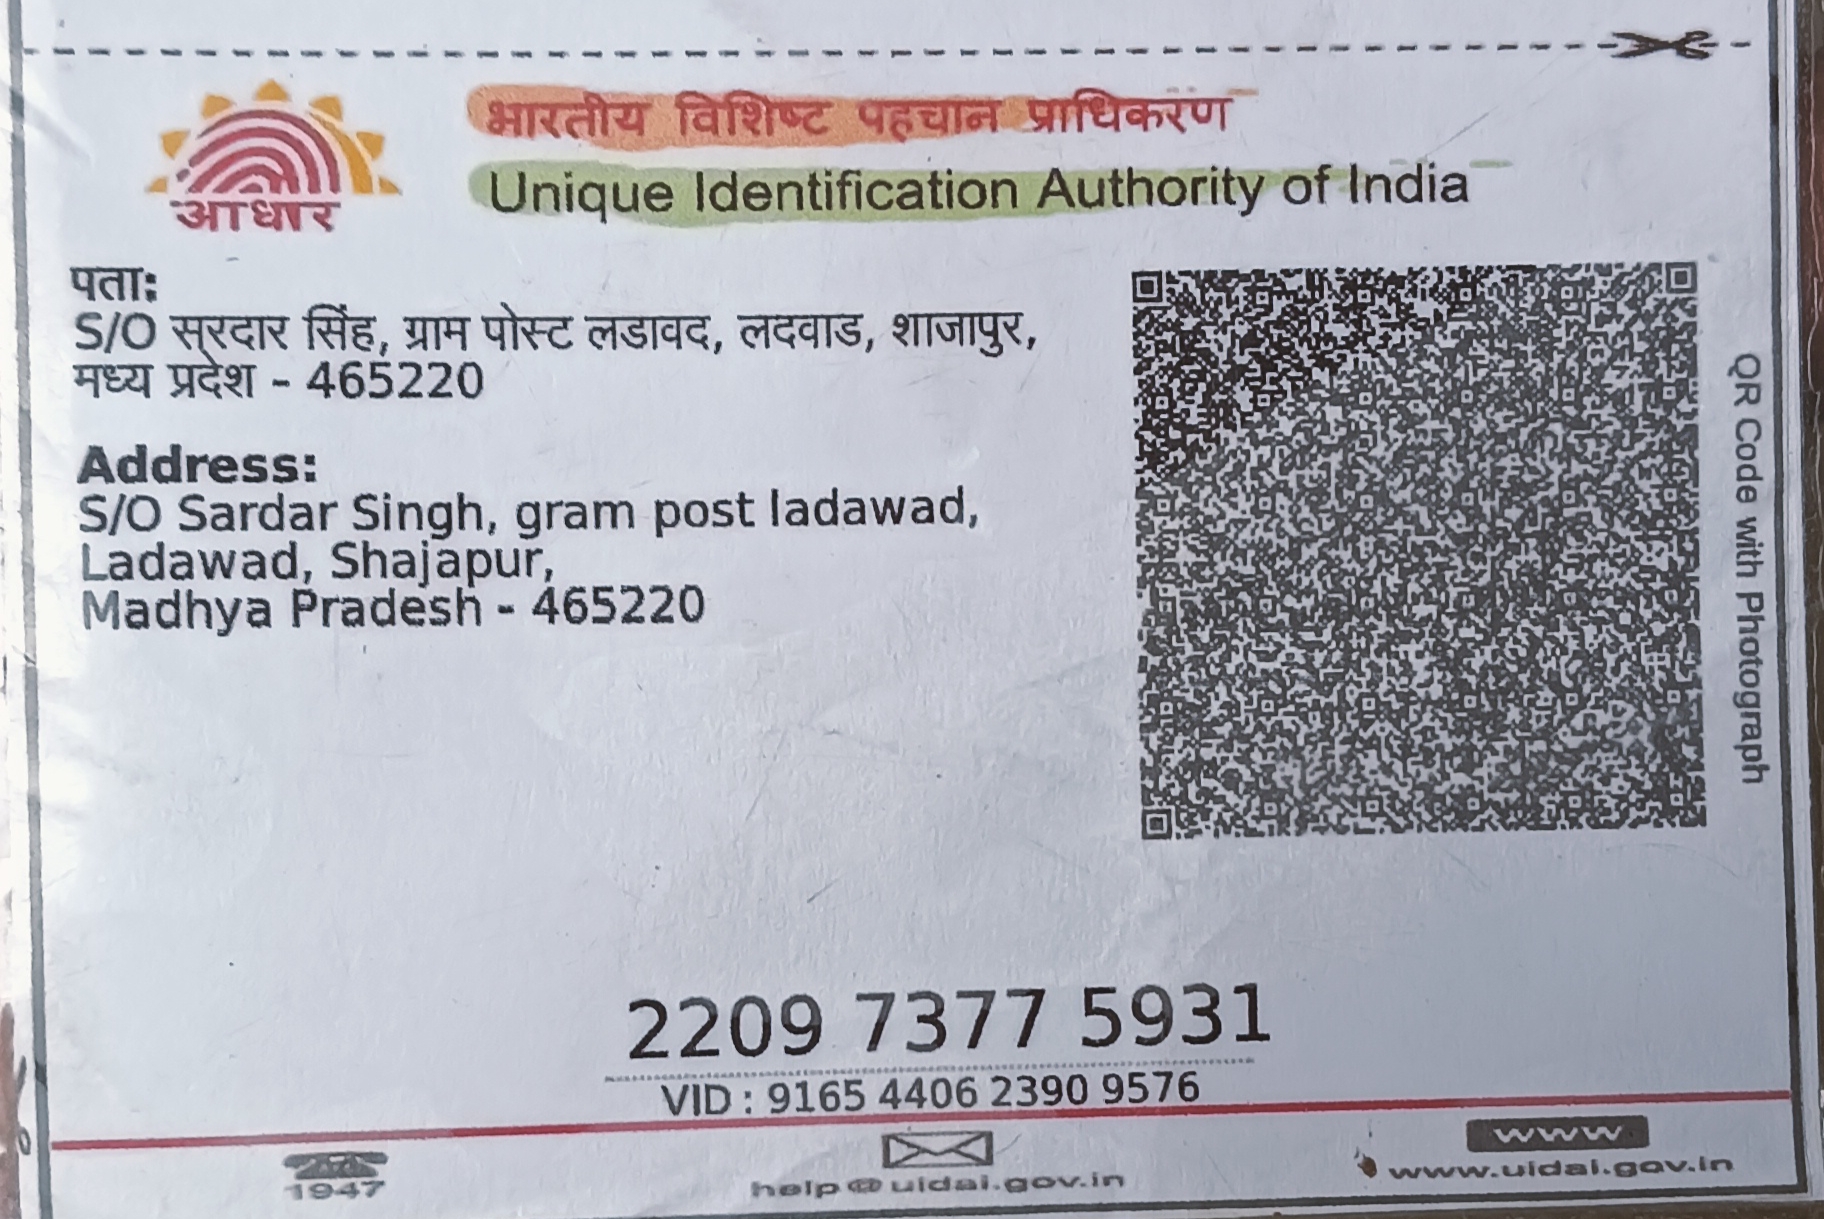 भारतीय विशिष्ट पहचान प्राधिकरण
Unique Identification Authority of India
आधार
पता:
S/O सरदार सिंह, ग्राम पोस्ट लडावद, लदवाड, शाजापुर,
मध्य प्रदेश - 465220
Address:
S/O Sardar Singh, gram post ladawad,
Ladawad, Shajapur,
Madhya Pradesh - 465220
QR Code with Photograph
2209 7377 5931
VID : 9165 4406 2390 9576
1947
help@uidai.gov.in
www
www.uidai.gov.in